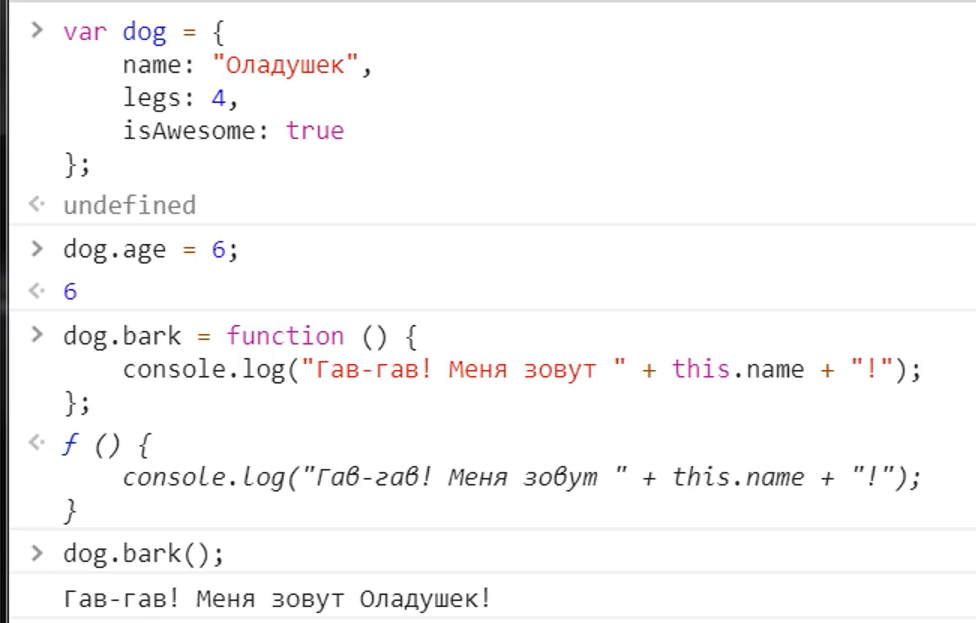 > var dog = {
name: "Оладушек",
legs: 4,
isAwesome: true
};
<· undefined
> dog.age = 6;
<· 6
> dog.bark = function () {
console.log("Гав-гав! Меня зовут " + this.name + "!");
};
<· ƒ () {
console.log("Гав-гав! Меня зовут " + this.name + "!");
}
> dog.bark();
Гав-гав! Меня зовут Оладушек!